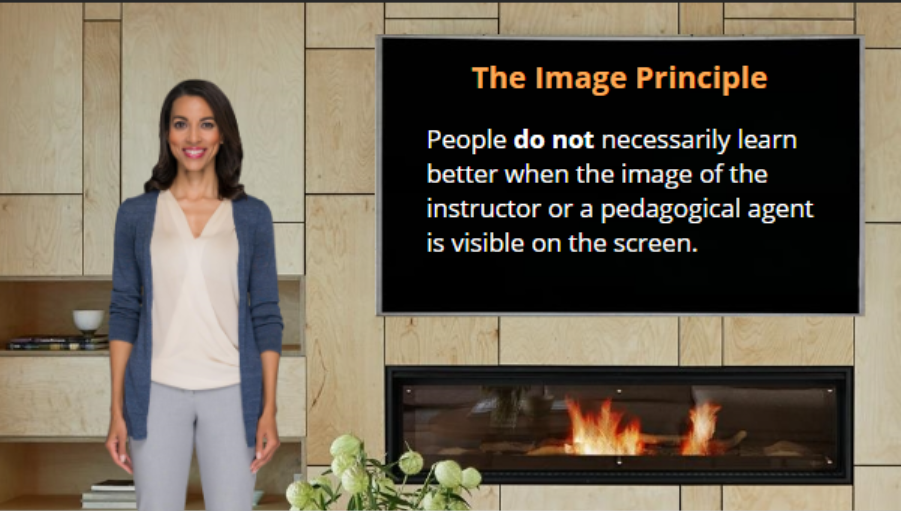 The Image Principle
People do not necessarily learn
better when the image of the
instructor or a pedagogical agent
is visible on the screen.